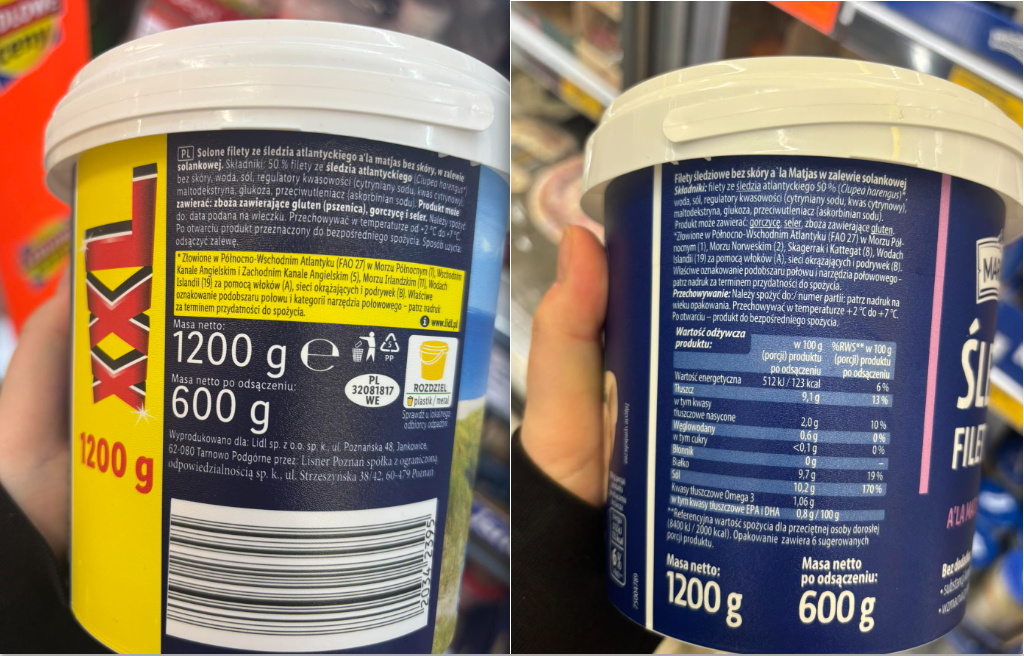 XXL
1200 g
PL Solone filety ze śledzia atlantyckiego a'la matjas bez skóry, w zalewie
solankowej. Składniki: 50 % filety ze śledzia atlantyckiego (Clupea harengus)*
bez skóry, woda, sól, regulatory kwasowości (cytryniany sodu, kwas cytrynowy),
maltodekstryna, glukoza, przeciwutleniacz (askorbinian sodu). Produkt może
zawierać: zboża zawierające gluten (pszenica), gorczycę i seler. Należy spożyć
do: data podana na wieczku. Przechowywać w temperaturze od +2 °C do +7 °C.
Po otwarciu produkt przeznaczony do bezpośredniego spożycia. Sposób użycia:
odsączyć zalewę.
* Złowione w Północno-Wschodnim Atlantyku (FAO 27) w Morzu Północnym (1), Wschodnim
Kanale Angielskim i Zachodnim Kanale Angielskim (5), Morzu Irlandzkim (11), Wodach
Islandii (19) za pomocą włoków (A), sieci okrążających i podrywek (B). Właściwe
oznakowanie podobszaru połowu i kategorii narzędzia połowowego - patrz nadruk
za terminem przydatności do spożycia.
www.lidl.pl
Masa netto:
1200 g e
Masa netto po odsączeniu:
600 g
5
PP
PL
32081817
WE
ROZDZIEL
plastik / metal
Sprawdź u lokalnego
odbiorcy odpadów
Wyprodukowano dla: Lidl sp. z o.o. sp. k., ul. Poznańska 48, Jankowice,
62-080 Tarnowo Podgórne przez: Lisner Poznań spółka z ograniczoną
odpowiedzialnością sp. k., ul. Strzeszyńska 38/42, 60-479 Poznań
2034 2395
Filety śledziowe bez skóry a`la Matjas w zalewie solankowej
Składniki: filety ze śledzia atlantyckiego 50 % (Clupea harengus)*,
woda, sól, regulatory kwasowości (cytryniany sodu, kwas cytrynowy),
maltodekstryna, glukoza, przeciwutleniacz (askorbinian sodu).
Produkt może zawierać: gorczycę, seler, zboża zawierające gluten.
*Złowione w Północno-Wschodnim Atlantyku (FAO 27) w Morzu Pół-
nocnym (1), Morzu Norweskim (2), Skagerrak i Kattegat (8), Wodach
Islandii (19) za pomocą włoków (A), sieci okrążających i podrywek (B).
Właściwe oznakowanie podobszaru połowu i narzędzia połowowego-
patrz nadruk za terminem przydatności do spożycia.
Przechowywanie: Należy spożyć do:/ numer partii: patrz nadruk na
wieku opakowania. Przechowywać w temperaturze +2 °C do +7 °C.
Po otwarciu – produkt do bezpośredniego spożycia.
Wartość odżywcza produktu: w 100 g (porcji) produktu po odsączeniu %RWS** w 100 g (porcji) produktu po odsączeniu
Wartość energetyczna 512 kJ / 123 kcal 6 %
Tłuszcz 9,1 g 13 %
w tym kwasy
tłuszczowe nasycone 2,0 g 10 %
Węglowodany 0,6 g 0 %
w tym cukry <0,1 g 0 %
Błonnik 0 g –
Białko 9,7 g 19 %
Sól 10,2 g 170 %
Kwasy tłuszczowe Omega 3 1,06 g
w tym kwasy tłuszczowe EPA i DHA 0,8 g / 100 g
**Referencyjna wartość spożycia dla przeciętnej osoby dorosłej
(8400 kJ / 2000 kcal). Opakowanie zawiera 6 sugerowanych
porcji produktu.
Masa netto:
1200 g
Masa netto
po odsączeniu:
600 g
FILE
A'LA MA